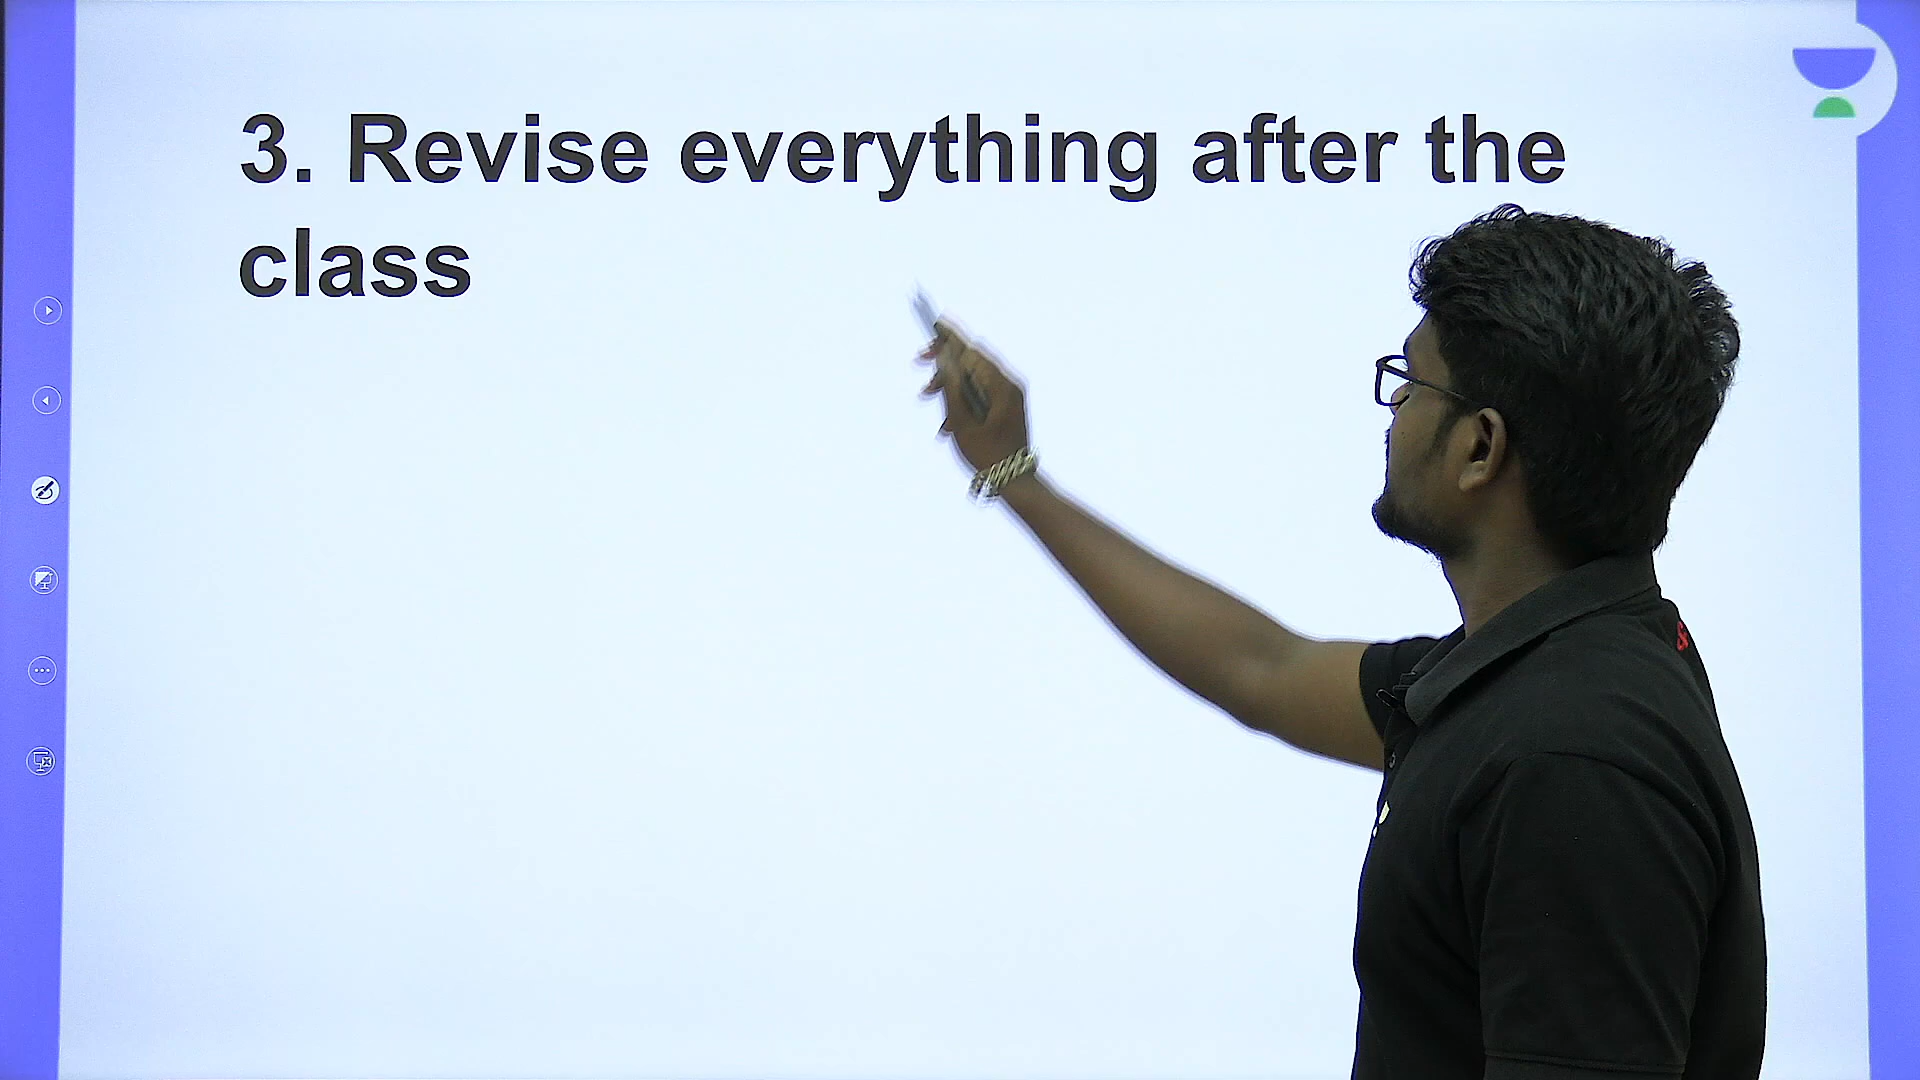 3. Revise everything after the
class